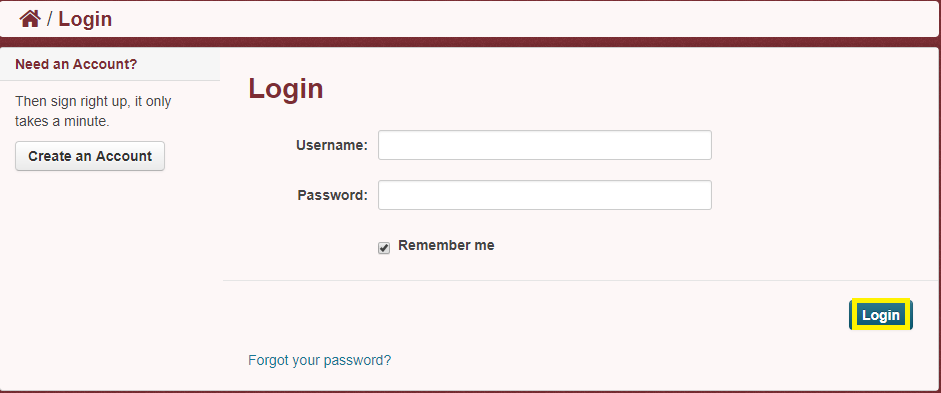 / Login
Need an Account?
Then sign right up, it only
takes a minute.
Create an Account
Login
Username:
Password:
Remember me
Login
Forgot your password?